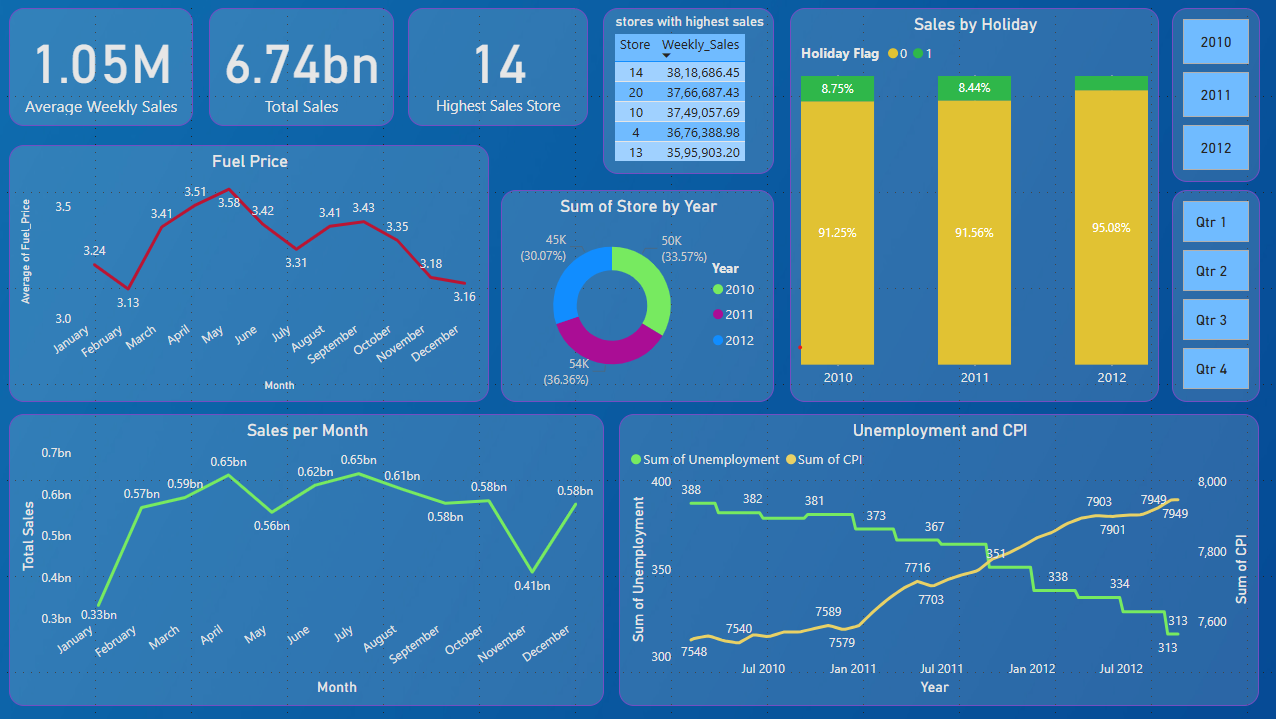 1.05M
Average Weekly Sales
6.74bn
Total Sales
14
Highest Sales Store
stores with highest sales
Store Weekly_Sales
14 38,18,686.45
20 37,66,687.43
10 37,49,057.69
4 36,76,388.98
13 35,95,903.20
Sales by Holiday
Holiday Flag 0 1
8.75% 8.44%
91.25% 91.56% 95.08%
2010 2011 2012
2010
2011
2012
Qtr 1
Qtr 2
Qtr 3
Qtr 4
Fuel Price
Average of Fuel_Price
3.5
3.0
3.24
3.13
3.41
3.51
3.58
3.42
3.31
3.41
3.43
3.35
3.18
3.16
January February March April May June July August September October November December
Month
Sum of Store by Year
45K
(30.07%)
50K
(33.57%)
54K
(36.36%)
Year
2010
2011
2012
Sales per Month
Total Sales
0.7bn
0.6bn
0.5bn
0.4bn
0.3bn
0.33bn
0.57bn
0.59bn
0.65bn
0.56bn
0.62bn
0.65bn
0.61bn
0.58bn
0.58bn
0.41bn
0.58bn
January February March April May June July August September October November December
Month
Unemployment and CPI
Sum of Unemployment Sum of CPI
Sum of Unemployment
400
350
300
388
382
381
373
367
351
338
334
313
313
7548
7540
7589
7579
7716
7703
7903
7901
7949
7949
8,000
7,800
7,600
Sum of CPI
Jul 2010 Jan 2011 Jul 2011 Jan 2012 Jul 2012
Year